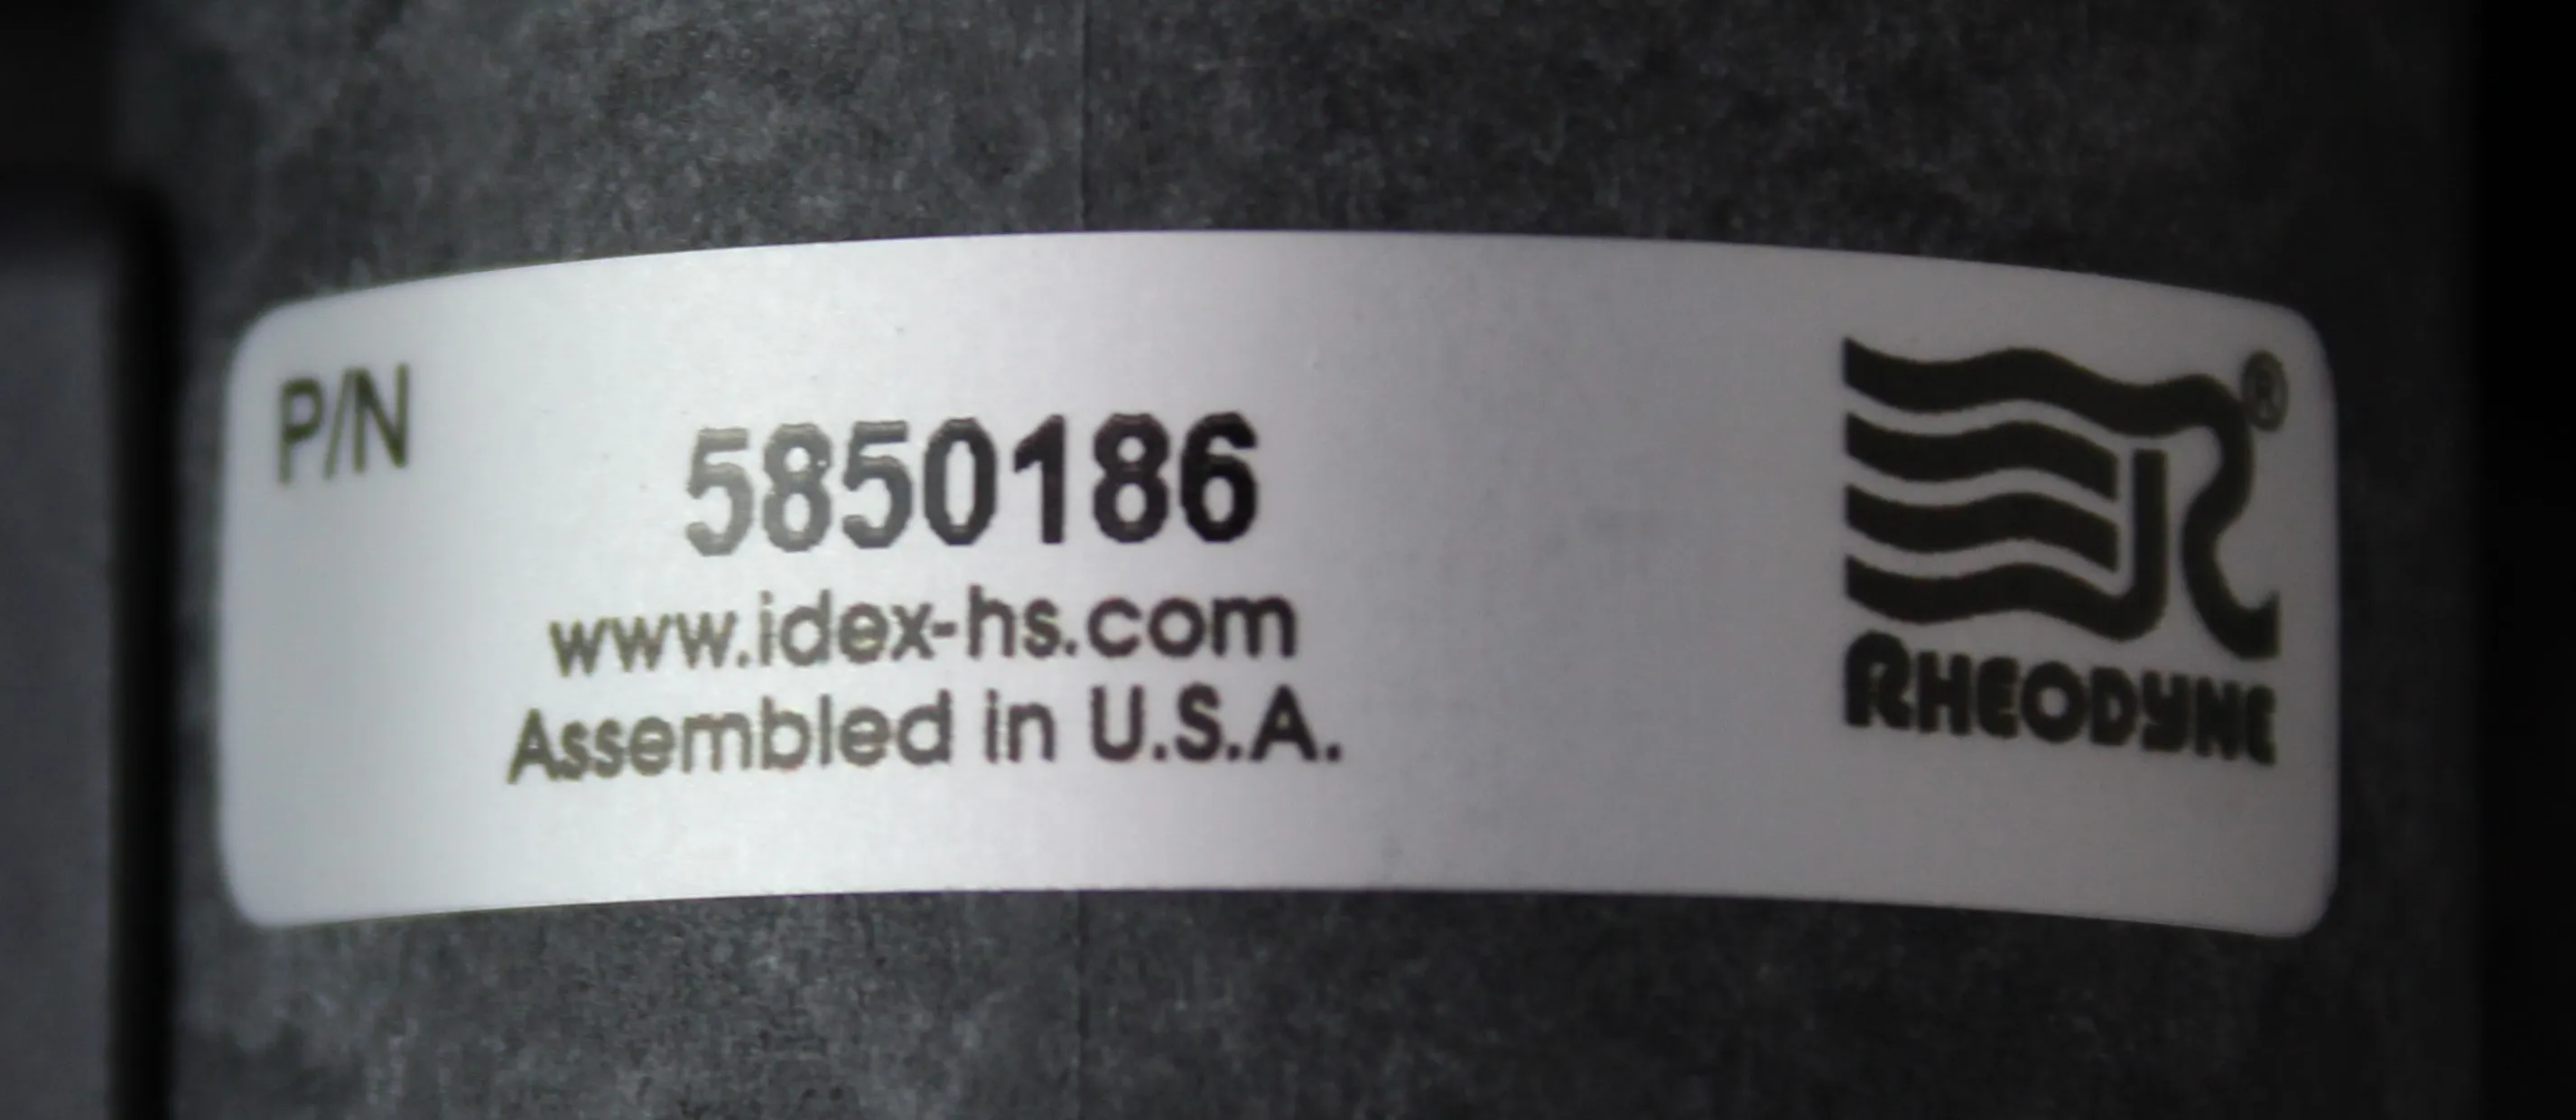 P/N
5850186
www.idex-hs.com
Assembled in U.S.A.
®
RHEODYNE